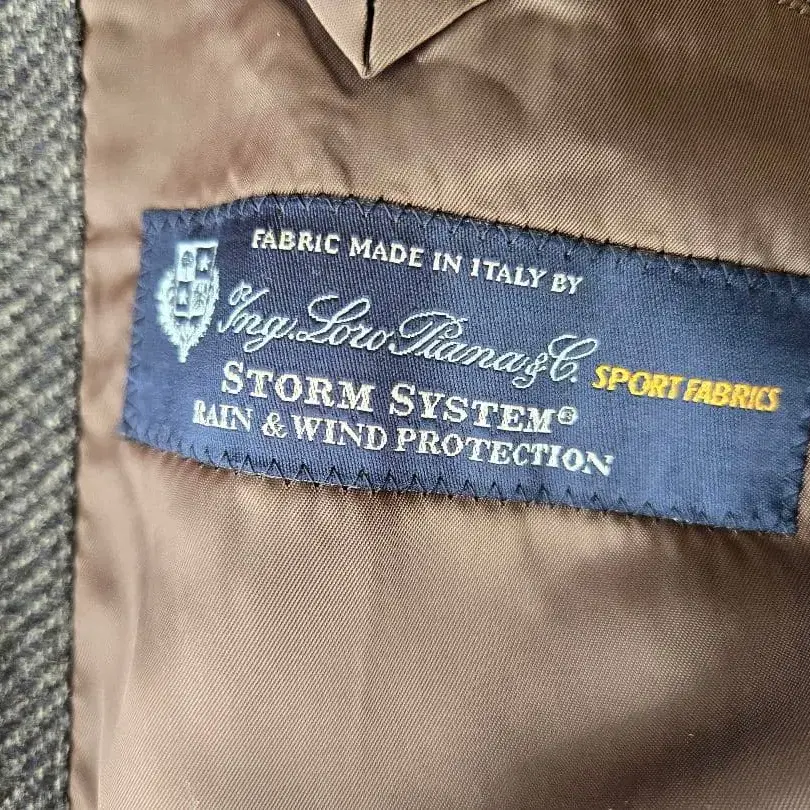 FABRIC MADE IN ITALY BY
Ing. Loro Piana & C. SPORT FABRICS
STORM SYSTEM®
RAIN & WIND PROTECTION